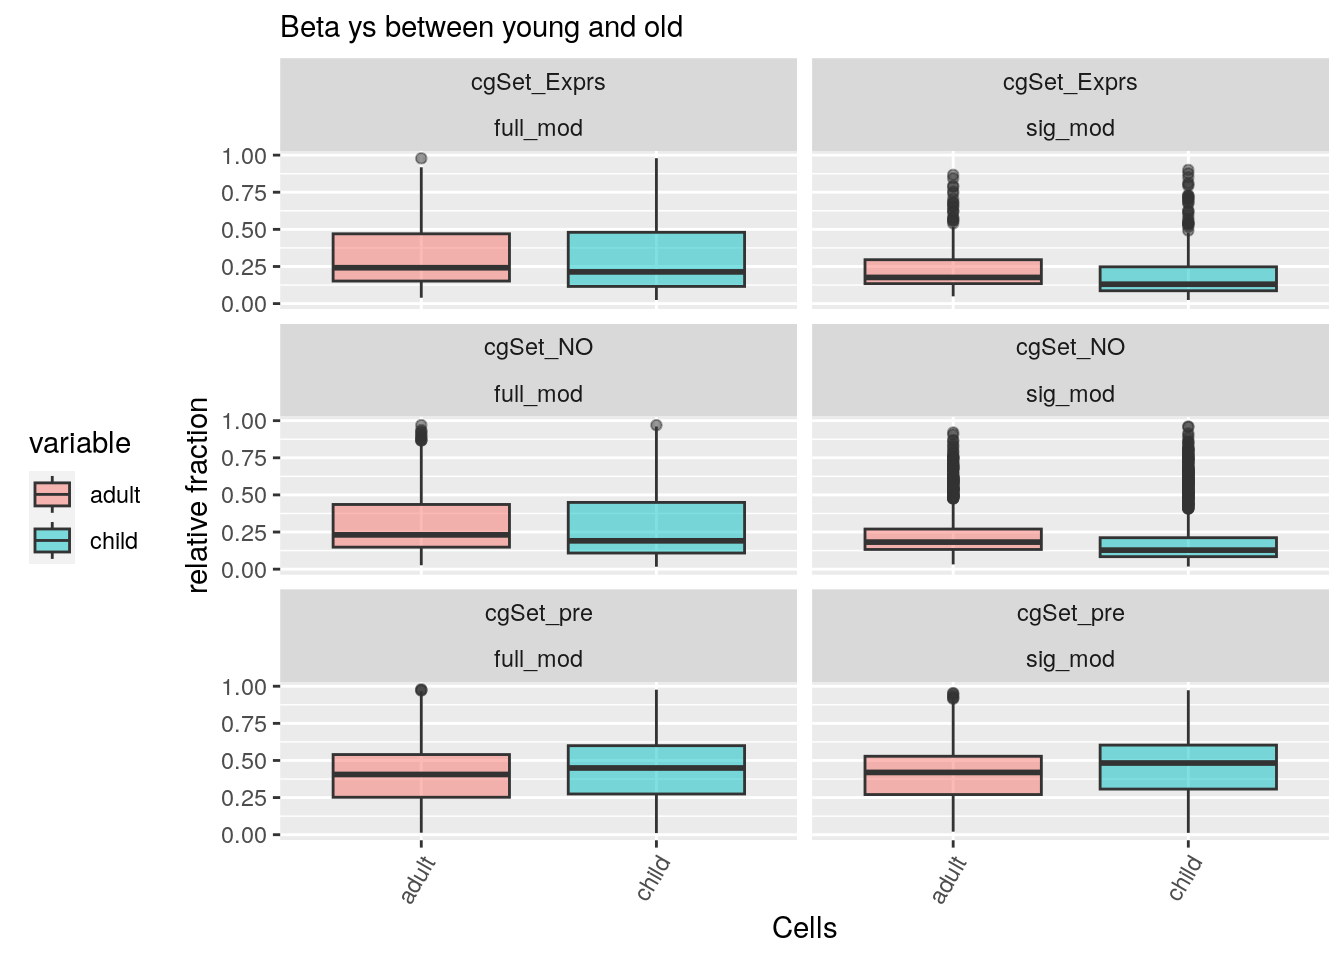 Beta ys between young and old
cgSet_Exprs
full_mod
cgSet_Exprs
sig_mod
1.00
0.75
0.50
0.25
0.00
cgSet_NO
full_mod
cgSet_NO
sig_mod
1.00
0.75
0.50
0.25
0.00
cgSet_pre
full_mod
cgSet_pre
sig_mod
1.00
0.75
0.50
0.25
0.00
adult
child
adult
child
Cells
relative fraction
variable
adult
child